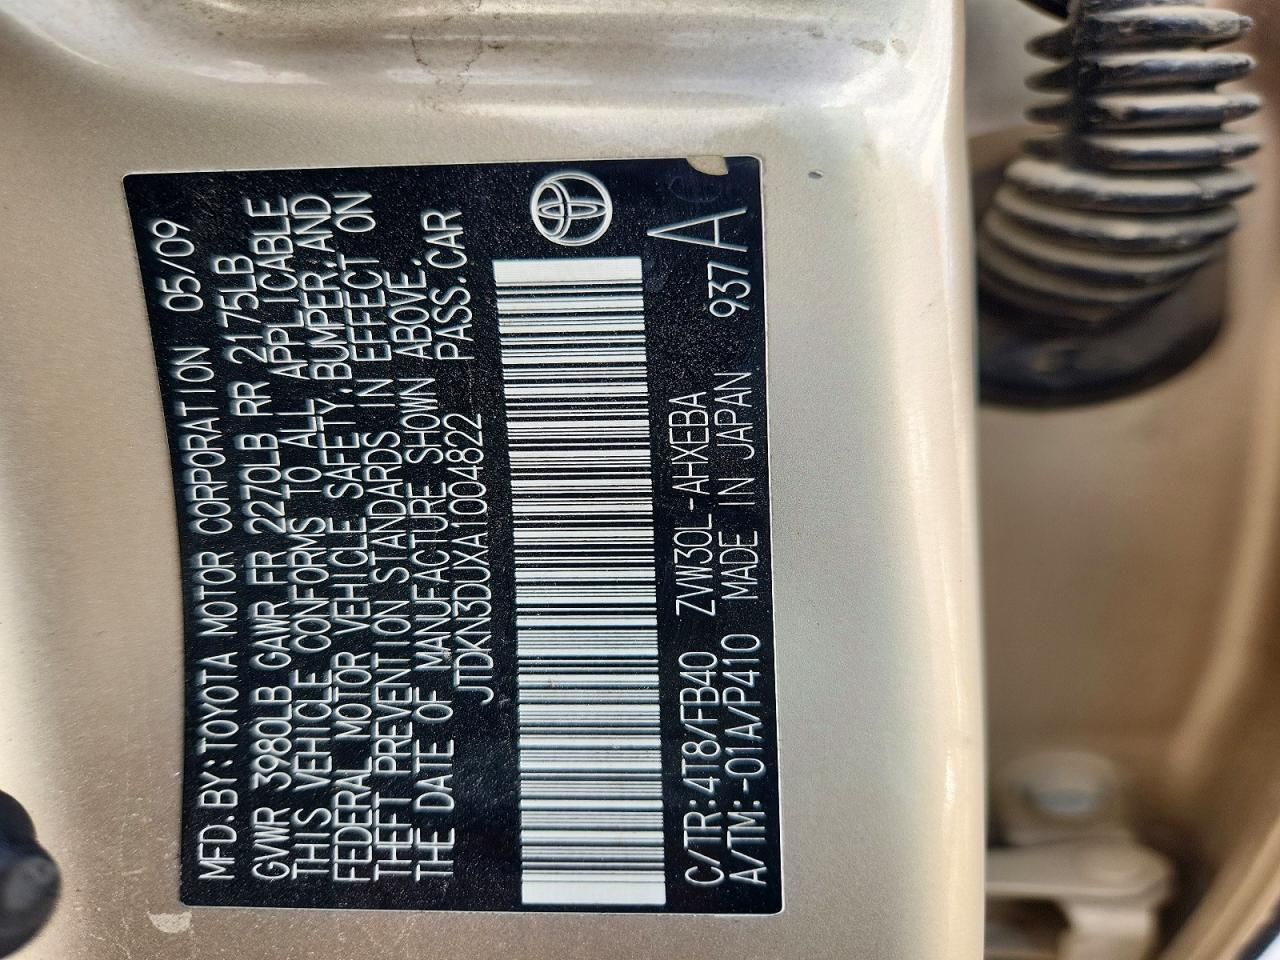 MFD.BY:TOYOTA MOTOR CORPORATION 05/09
GVWR 3980LB GAWR FR 2270LB RR 2175LB
THIS VEHICLE CONFORMS TO ALL APPLICABLE
FEDERAL MOTOR VEHICLE SAFETY,BUMPER,AND
THEFT PREVENTION STANDARDS IN EFFECT ON
THE DATE OF MANUFACTURE SHOWN ABOVE.
JTDKN3DUXA1004822 PASS.CAR
C/TR:4T8/FB40 ZVW30L-AHXEBA
A/TM:-01A/P410 MADE IN JAPAN 937 A